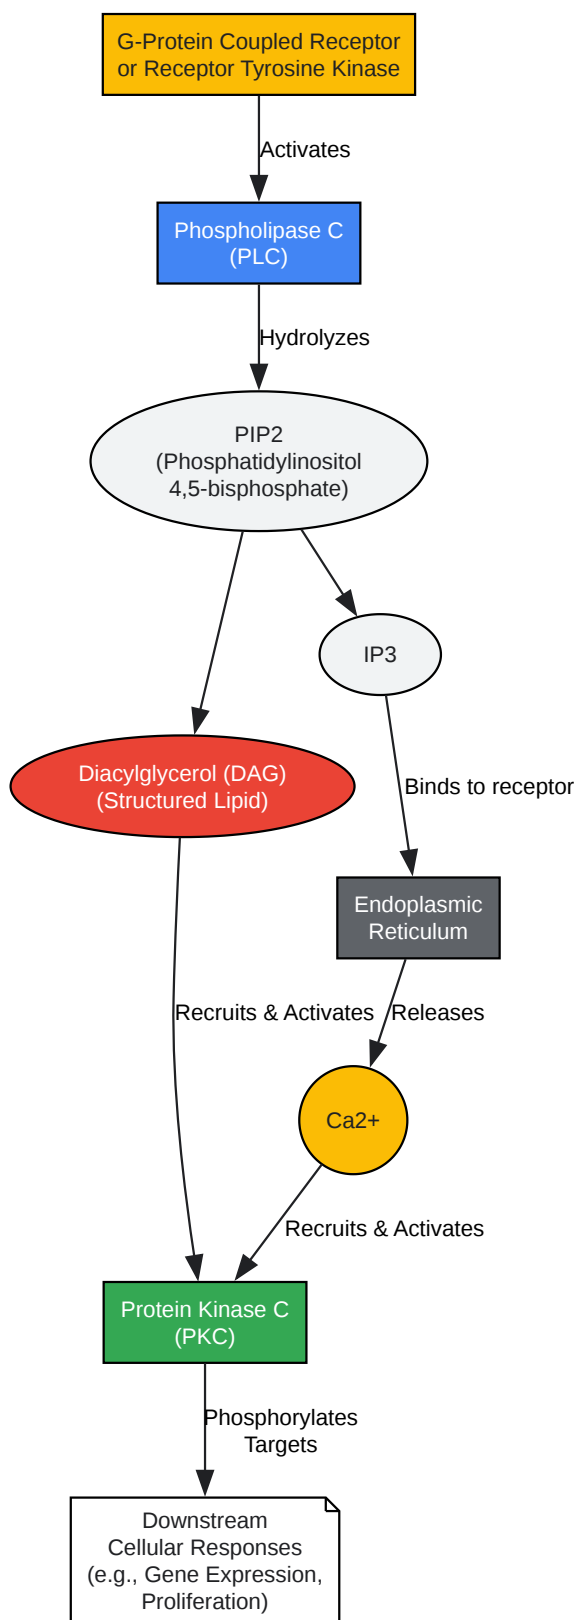 G-Protein Coupled Receptor
or Receptor Tyrosine Kinase
Activates
Phospholipase C
(PLC)
Hydrolyzes
PIP2
(Phosphatidylinositol
4,5-bisphosphate)
IP3
Diacylglycerol (DAG)
(Structured Lipid)
Binds to receptor
Endoplasmic
Reticulum
Recruits & Activates
Releases
Ca2+
Recruits & Activates
Protein Kinase C
(PKC)
Phosphorylates
Targets
Downstream
Cellular Responses
(e.g., Gene Expression,
Proliferation)